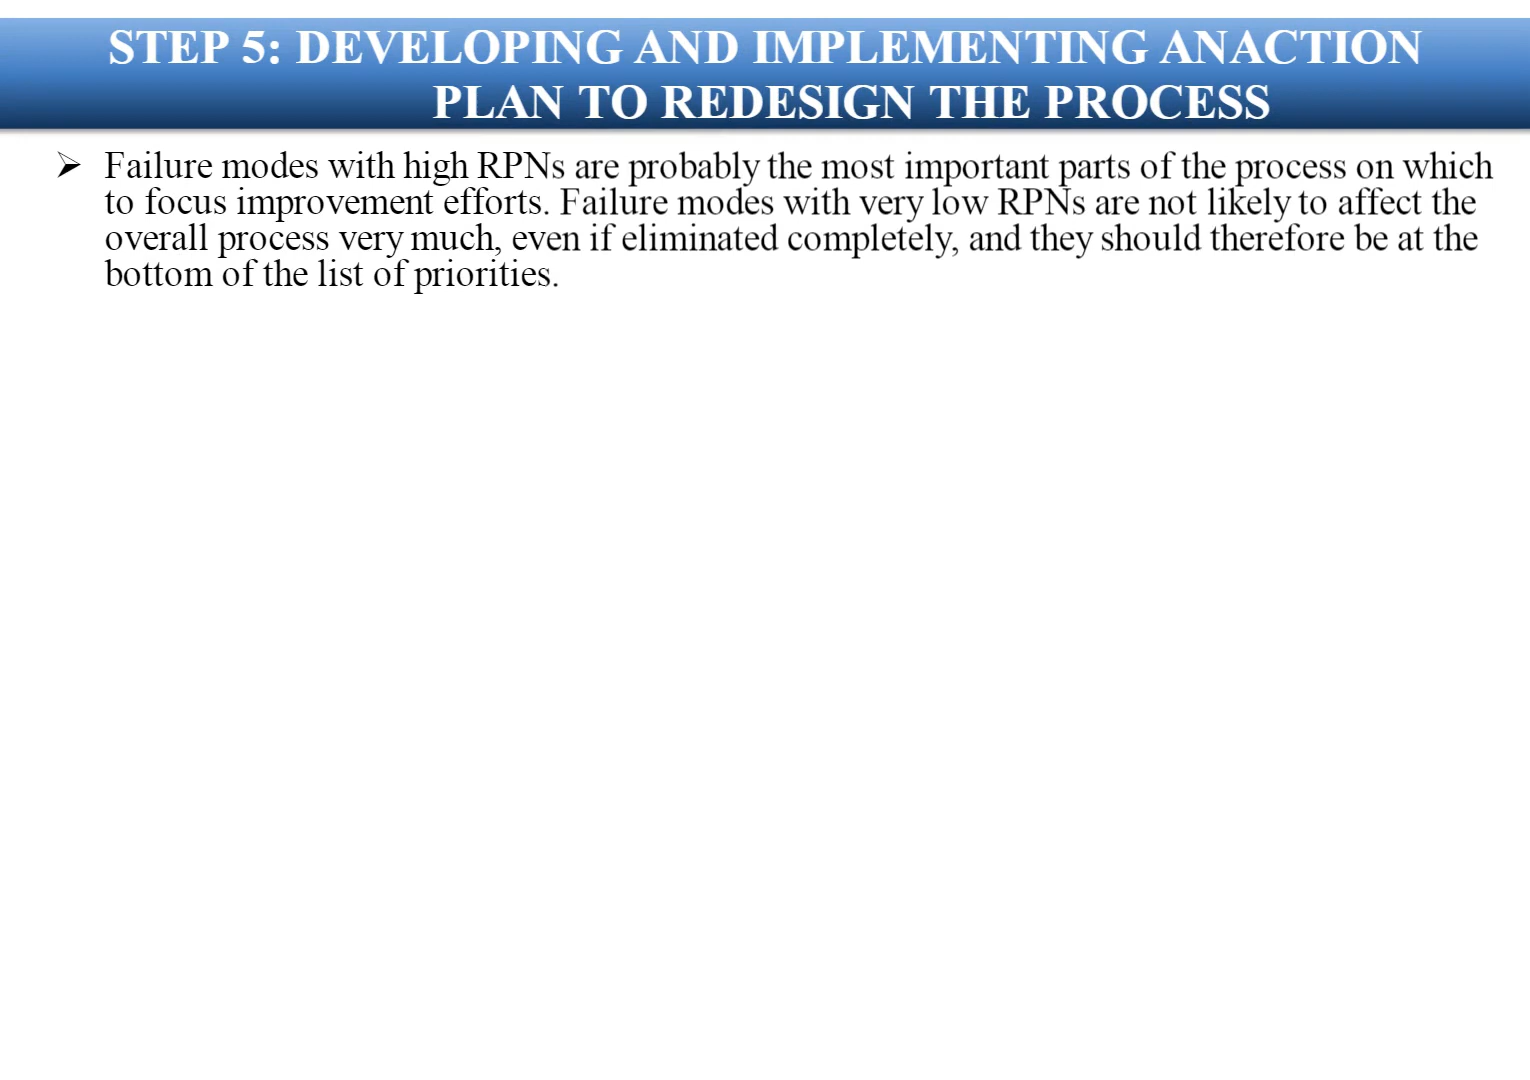 STEP 5: DEVELOPING AND IMPLEMENTING ANACTION
PLAN TO REDESIGN THE PROCESS
➢ Failure modes with high RPNs are probably the most important parts of the process on which
to focus improvement efforts. Failure modes with very low RPNs are not likely to affect the
overall process very much, even if eliminated completely, and they should therefore be at the
bottom of the list of priorities.